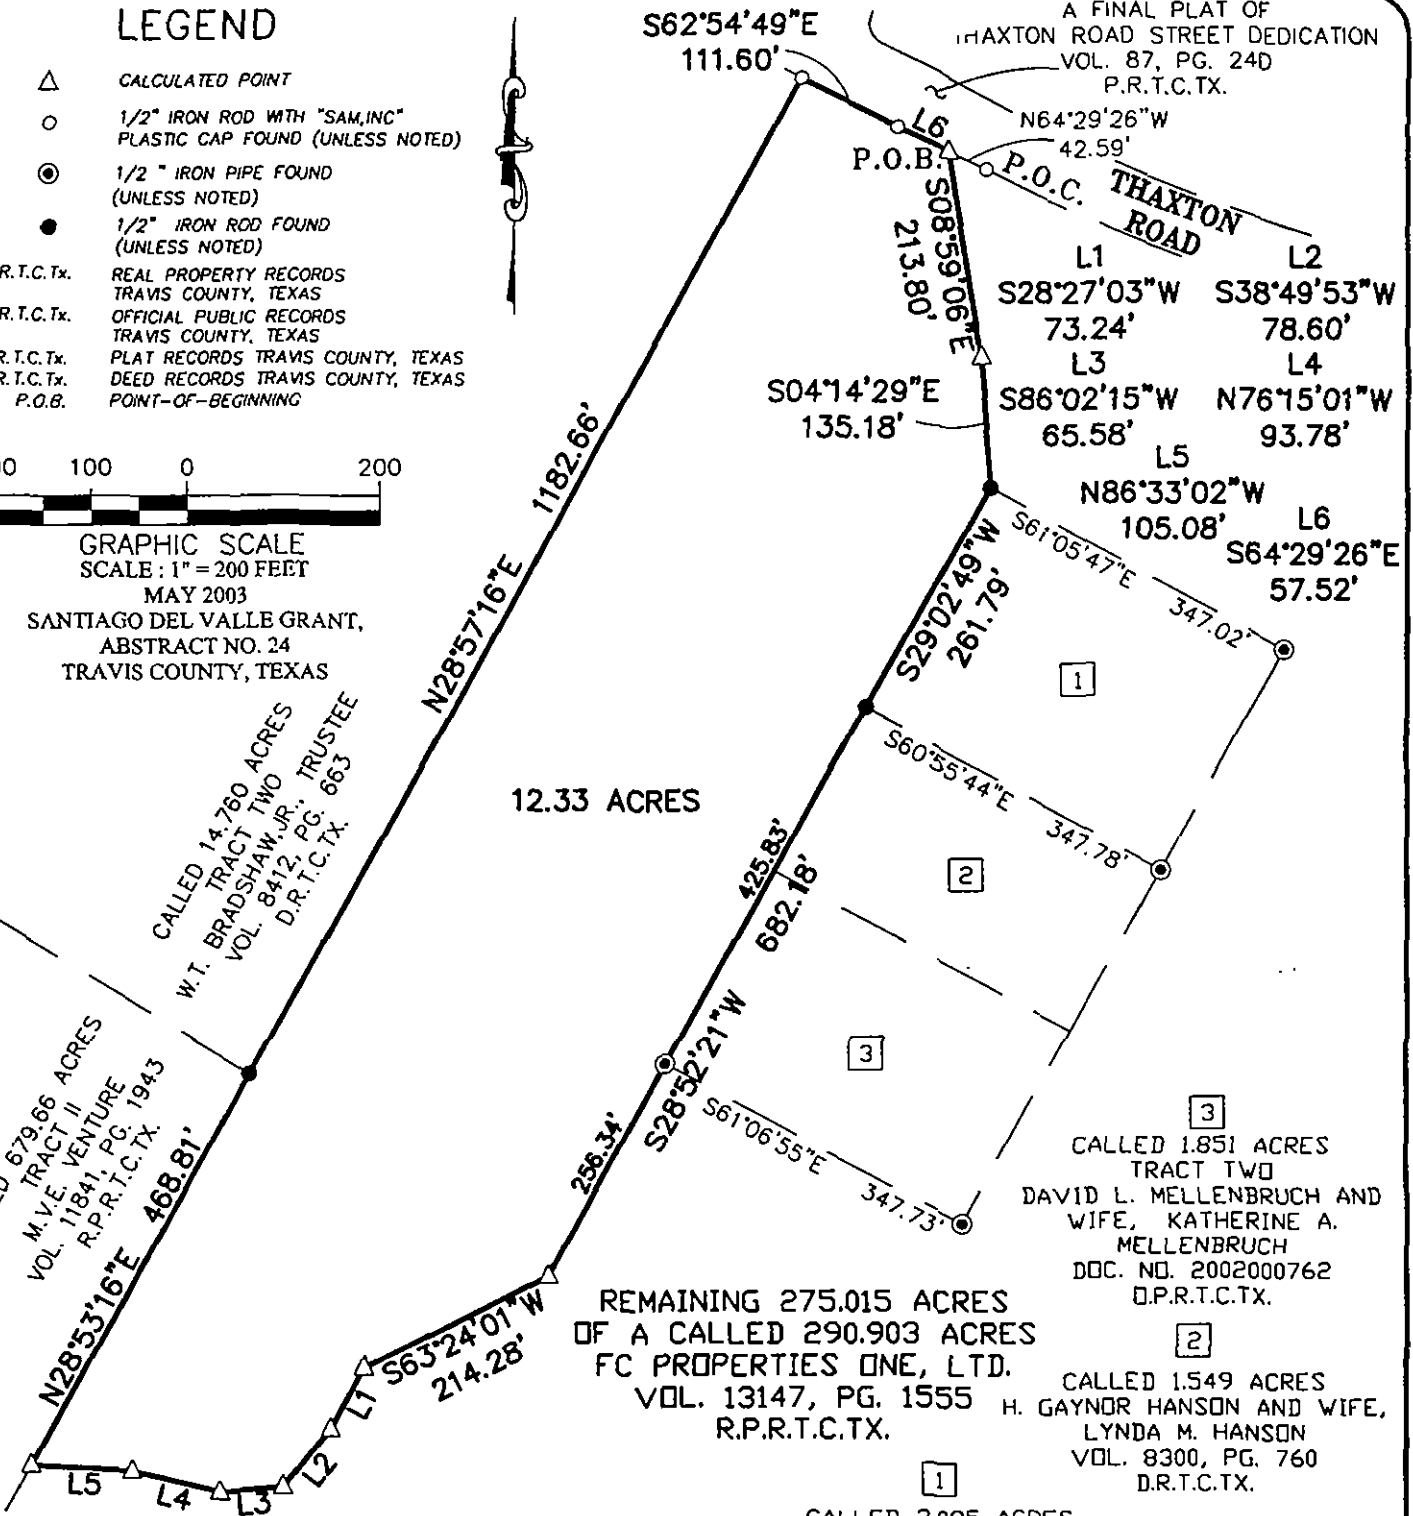 LEGEND
CALCULATED POINT
1/2" IRON ROD WITH "SAM,INC"
PLASTIC CAP FOUND (UNLESS NOTED)
1/2 " IRON PIPE FOUND
(UNLESS NOTED)
1/2" IRON ROD FOUND
(UNLESS NOTED)
R.T.C.Tx. REAL PROPERTY RECORDS
TRAVIS COUNTY, TEXAS
R.T.C.Tx. OFFICIAL PUBLIC RECORDS
TRAVIS COUNTY, TEXAS
R.T.C.Tx. PLAT RECORDS TRAVIS COUNTY, TEXAS
R.T.C.Tx. DEED RECORDS TRAVIS COUNTY, TEXAS
P.O.B. POINT-OF-BEGINNING
100 0 200
GRAPHIC SCALE
SCALE : 1" = 200 FEET
MAY 2003
SANTIAGO DEL VALLE GRANT,
ABSTRACT NO. 24
TRAVIS COUNTY, TEXAS
S62°54'49"E
111.60'
A FINAL PLAT OF
THAXTON ROAD STREET DEDICATION
VOL. 87, PG. 24D
P.R.T.C.TX.
N64°29'26"W
42.59'
L6
P.O.B.
P.O.C.
THAXTON
ROAD
S08°59'06"E
213.80'
L1
S28°27'03"W
73.24'
L2
S38°49'53"W
78.60'
L3
S86°02'15"W
65.58'
L4
N76°15'01"W
93.78'
L5
N86°33'02"W
105.08'
L6
S64°29'26"E
57.52'
S04°14'29"E
135.18'
1182.66'
N28°57'16"E
S61°05'47"E
347.02'
S29°02'49"W
261.79'
1
S60°55'44"E
347.78'
12.33 ACRES
2
425.83'
682.18'
S28°52'21"W
3
S61°06'55"E
347.73'
256.34'
CALLED 14.760 ACRES
TRACT TWO
W.T. BRADSHAW,JR., TRUSTEE
VOL. 8412, PG. 663
D.R.T.C.TX.
679.66 ACRES
TRACT II
M.V.E. VENTURE
VOL. 11841, PG. 1943
R.P.R.T.C.TX.
468.81'
N28°53'16"E
S63°24'01"W
214.28'
L1
L2
L3
L4
L5
REMAINING 275.015 ACRES
OF A CALLED 290.903 ACRES
FC PROPERTIES ONE, LTD.
VOL. 13147, PG. 1555
R.P.R.T.C.TX.
3
CALLED 1.851 ACRES
TRACT TWO
DAVID L. MELLENBRUCH AND
WIFE, KATHERINE A.
MELLENBRUCH
DOC. NO. 2002000762
O.P.R.T.C.TX.
2
CALLED 1.549 ACRES
H. GAYNOR HANSON AND WIFE,
LYNDA M. HANSON
VOL. 8300, PG. 760
D.R.T.C.TX.
1
CALLED ACRES